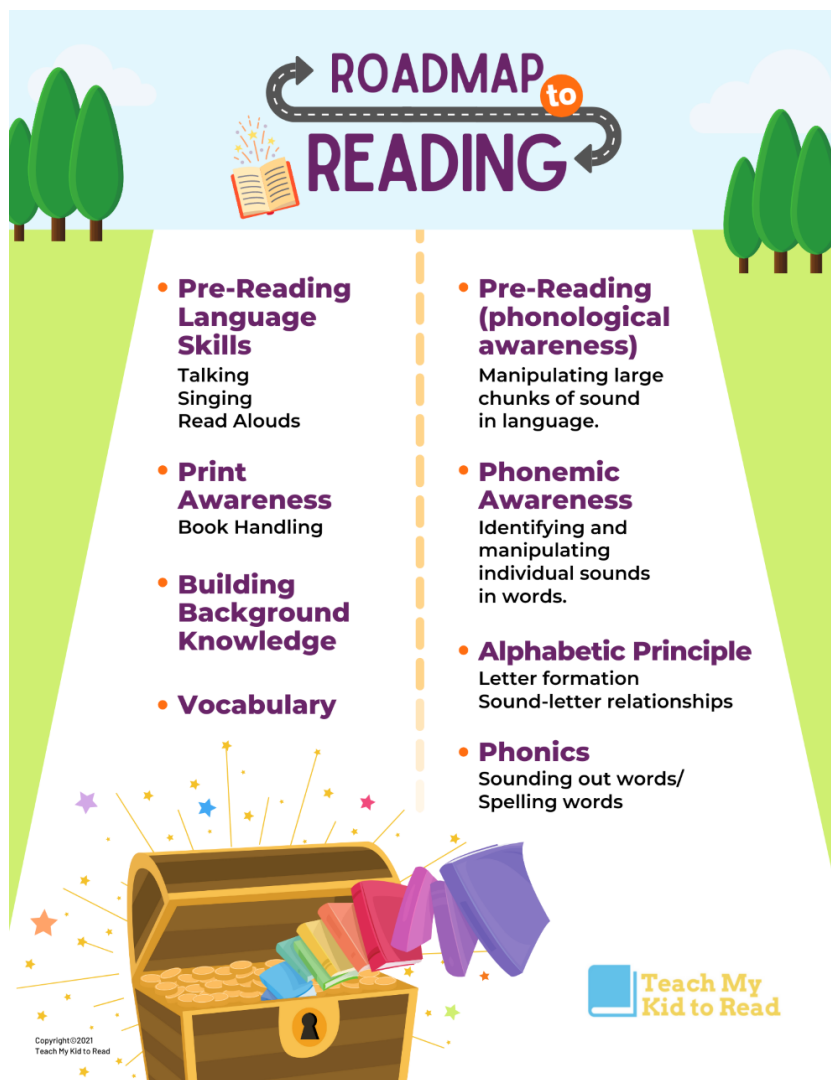 ROADMAP
to
READING
Pre-Reading
Language
Skills
Talking
Singing
Read Alouds
Print
Awareness
Book Handling
Building
Background
Knowledge
Vocabulary
Pre-Reading
(phonological
awareness)
Manipulating large
chunks of sound
in language.
Phonemic
Awareness
Identifying and
manipulating
individual sounds
in words.
Alphabetic Principle
Letter formation
Sound-letter relationships
Phonics
Sounding out words/
Spelling words
Teach My
Kid to Read
Copyright©2021
Teach My Kid to Read